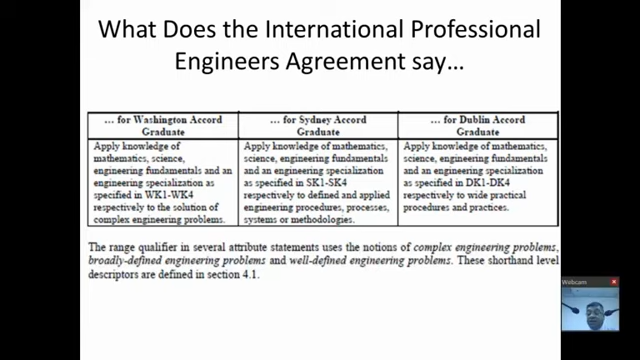 What Does the International Professional
Engineers Agreement say…
… for Washington Accord
Graduate
… for Sydney Accord
Graduate
… for Dublin Accord
Graduate
Apply knowledge of
mathematics, science,
engineering fundamentals and an
engineering specialization as
specified in WK1-WK4
respectively to the solution of
complex engineering problems.
Apply knowledge of mathematics,
science, engineering fundamentals
and an engineering specialization
as specified in SK1-SK4
respectively to defined and applied
engineering procedures, processes,
systems or methodologies.
Apply knowledge of mathematics,
science, engineering fundamentals
and an engineering specialization
as specified in DK1-DK4
respectively to wide practical
procedures and practices.
The range qualifier in several attribute statements uses the notions of complex engineering problems,
broadly-defined engineering problems and well-defined engineering problems. These shorthand level
descriptors are defined in section 4.1.
Webcam